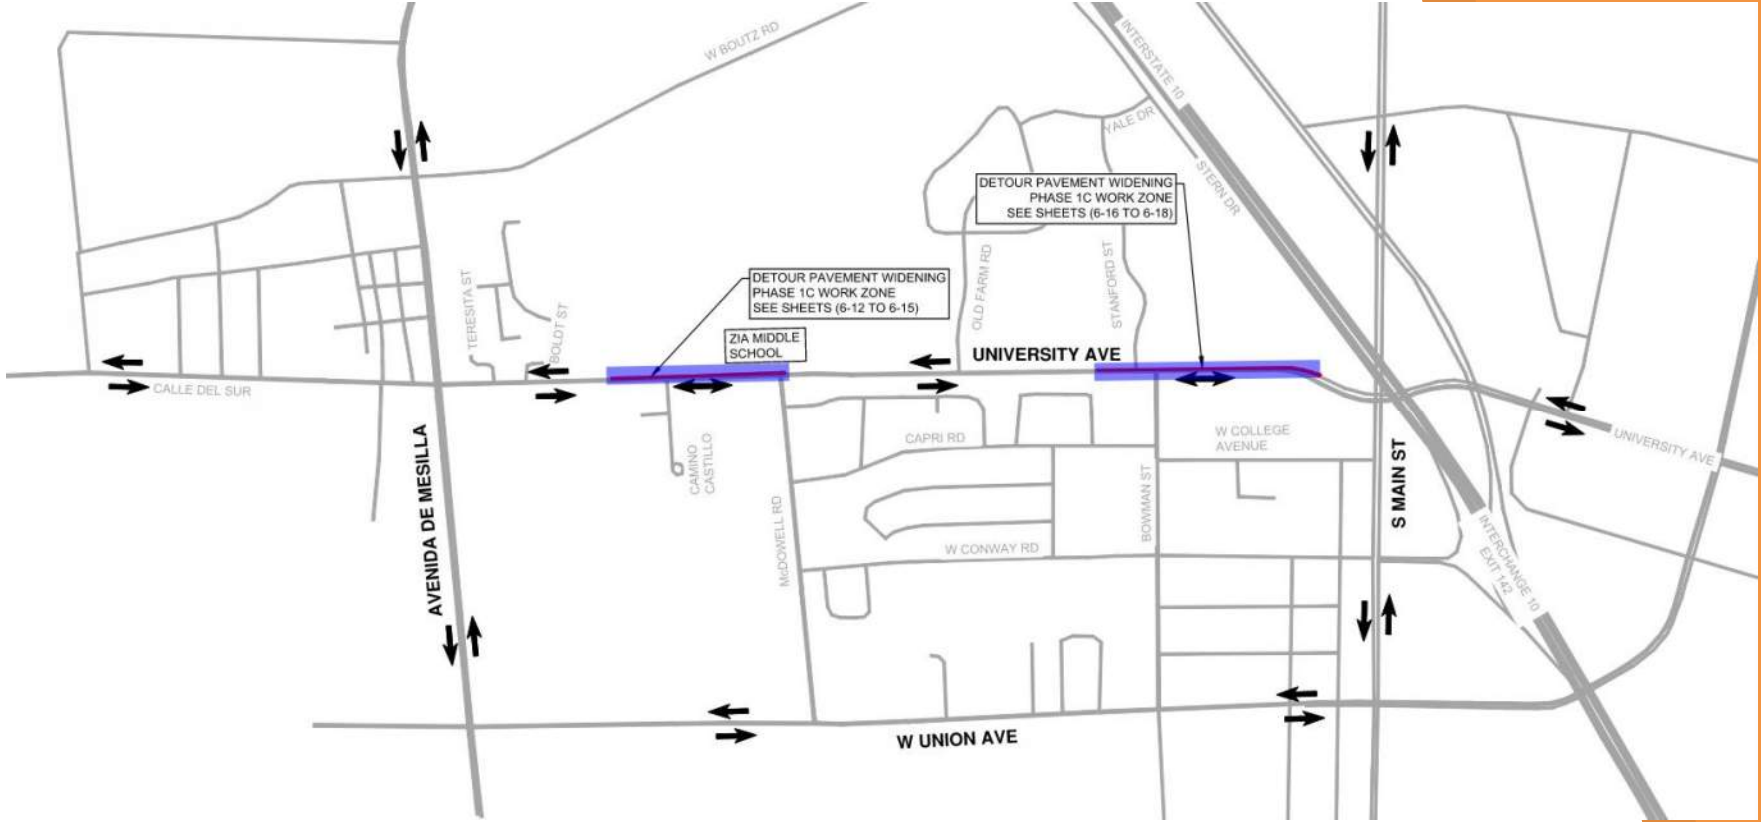 W BOUTZ RD
INTERSTATE 10
YALE DR
STERN DR
DETOUR PAVEMENT WIDENING
PHASE 1C WORK ZONE
SEE SHEETS (6-16 TO 6-18)
DETOUR PAVEMENT WIDENING
PHASE 1C WORK ZONE
SEE SHEETS (6-12 TO 6-15)
TERESITA ST
BOLDT ST
OLD FARM RD
STANFORD ST
ZIA MIDDLE
SCHOOL
UNIVERSITY AVE
CALLE DEL SUR
AVENIDA DE MESILLA
CAMINO
CASTILLO
CAPRI RD
W COLLEGE
AVENUE
UNIVERSITY AVE
S MAIN ST
BOWMAN ST
McDOWELL RD
W CONWAY RD
INTERCHANGE 10
EXIT 142
W UNION AVE